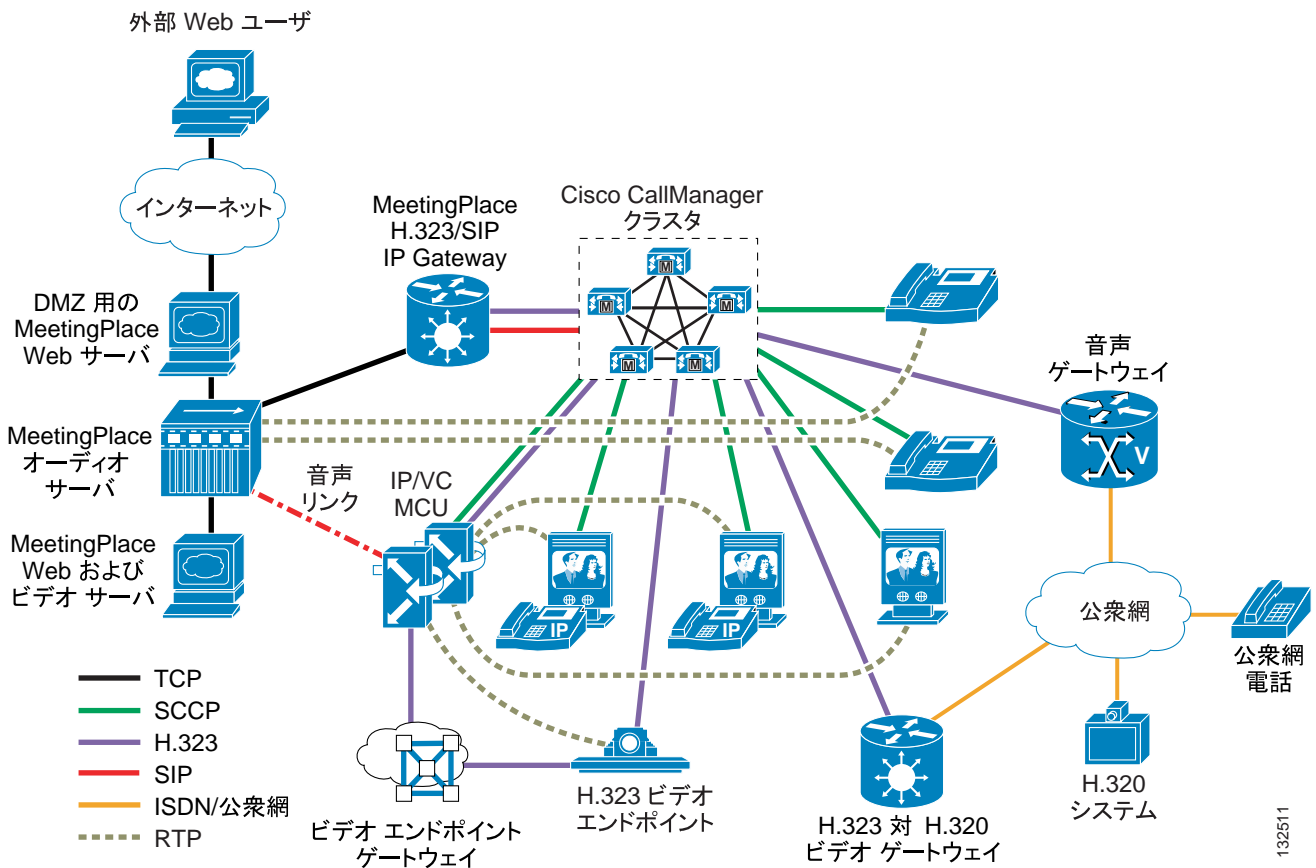 外部 Web ユーザ
インターネット
MeetingPlace
H.323/SIP
IP Gateway
Cisco CallManager
クラスタ
M
M
M
M
M
DMZ 用の
MeetingPlace
Web サーバ
音声
ゲートウェイ
V
MeetingPlace
オーディオ
サーバ
音声
リンク
IP/VC
MCU
MeetingPlace
Web および
ビデオ サーバ
IP
IP
公衆網
公衆網
電話
TCP
SCCP
H.323
SIP
ISDN/公衆網
RTP
ビデオ エンドポイント
ゲートウェイ
H.323 ビデオ
エンドポイント
H.323 対 H.320
ビデオ ゲートウェイ
H.320
システム
132511